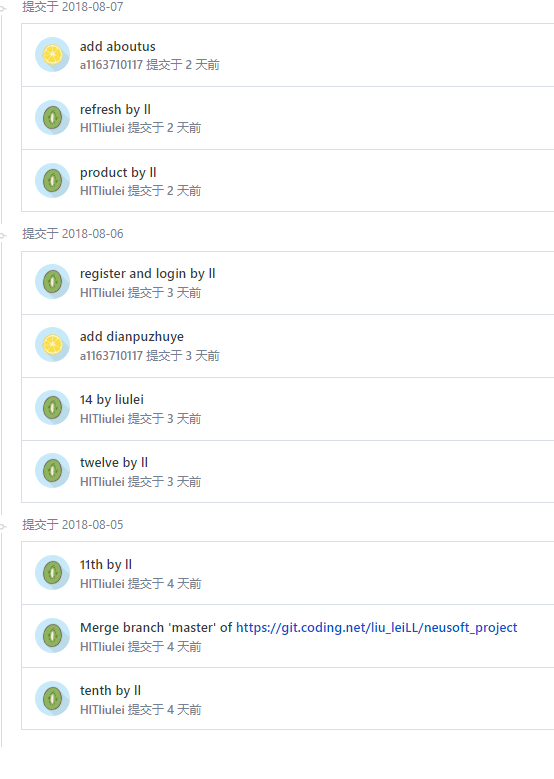 提交于 2018-08-07
add aboutus
a1163710117 提交于 2 天前
refresh by ll
HITliulei 提交于 2 天前
product by ll
HITliulei 提交于 2 天前
提交于 2018-08-06
register and login by ll
HITliulei 提交于 3 天前
add dianpuzhuye
a1163710117 提交于 3 天前
14 by liulei
HITliulei 提交于 3 天前
twelve by ll
HITliulei 提交于 3 天前
提交于 2018-08-05
11th by ll
HITliulei 提交于 4 天前
Merge branch 'master' of https://git.coding.net/liu_leiLL/neusoft_project
HITliulei 提交于 4 天前
tenth by ll
HITliulei 提交于 4 天前